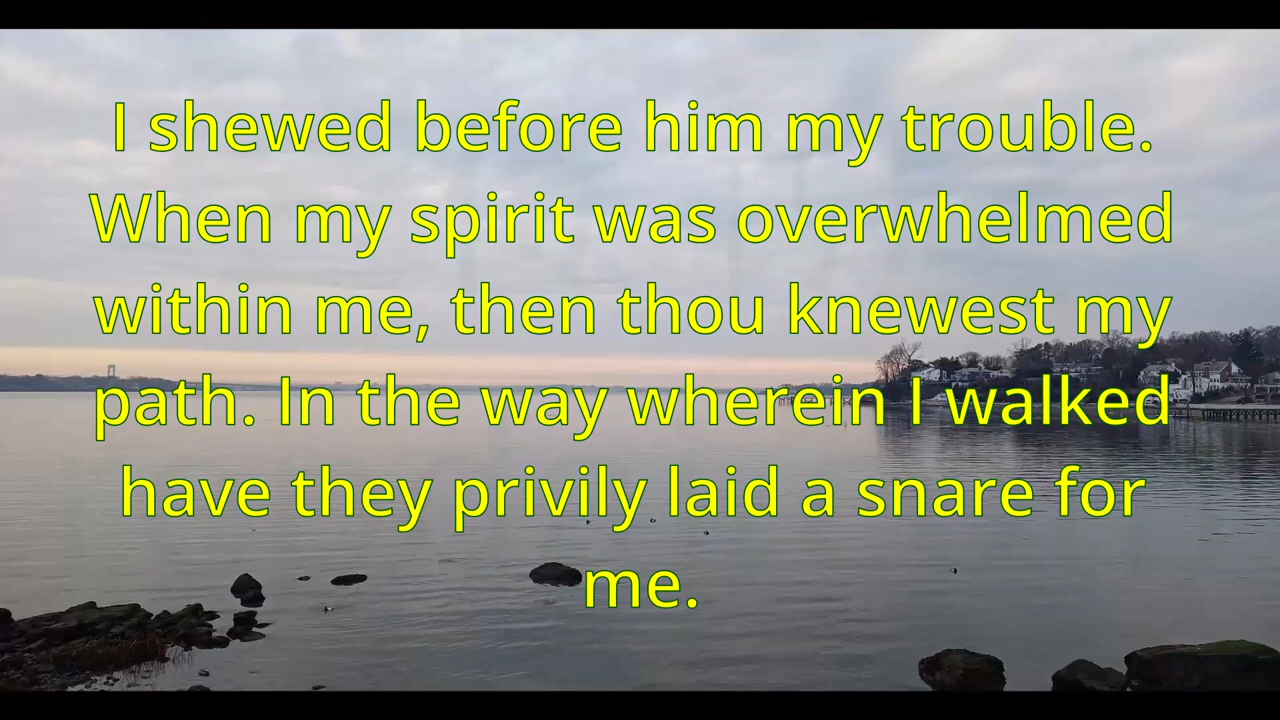 I shewed before him my trouble.
When my spirit was overwhelmed
within me, then thou knewest my
path. In the way wherein I walked
have they privily laid a snare for
me.